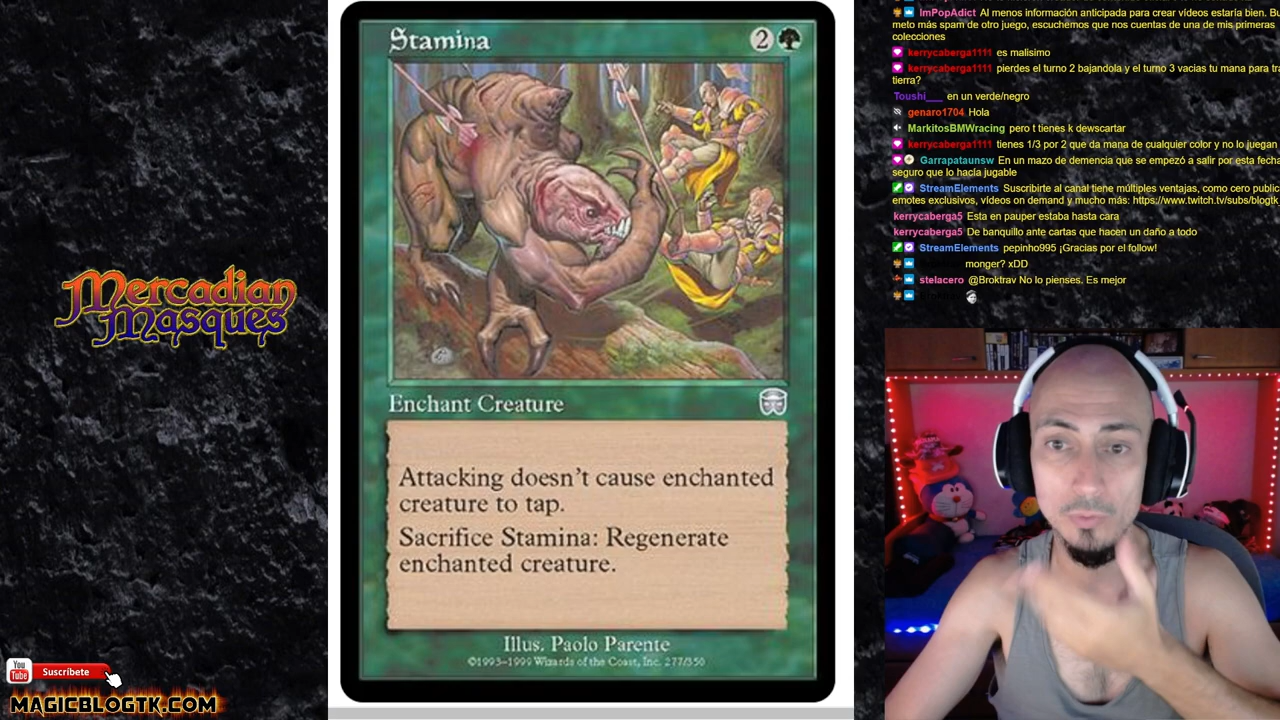 Mercadian
Masques
You
Tube
Suscríbete
MAGICBLOGTK.COM
Stamina
2
Enchant Creature
Attacking doesn't cause enchanted
creature to tap.
Sacrifice Stamina: Regenerate
enchanted creature.
Illus. Paolo Parente
©1993–1999 Wizards of the Coast, Inc. 277/350
ImPopAdict Al menos información anticipada para crear vídeos estaría bien.
meto más spam de otro juego, escuchemos que nos cuentas de una de mis primeras
colecciones
kerrycaberga1111 es malisimo
kerrycaberga1111 pierdes el turno 2 bajandola y el turno 3 vacias tu mana para
tierra?
Toushi___ en un verde/negro
genaro1704 Hola
MarkitosBMWracing pero t tienes k dewscartar
kerrycaberga1111 tienes 1/3 por 2 que da mana de cualquier color y no lo juegan
Garrapataunsw En un mazo de demencia que se empezó a salir por esta fecha
seguro que lo hacía jugable
StreamElements Suscribirte al canal tiene múltiples ventajas, como cero
emotes exclusivos, vídeos on demand y mucho más: https://www.twitch.tv/subs/blogtk
kerrycaberga5 Esta en pauper estaba hasta cara
kerrycaberga5 De banquillo ante cartas que hacen un daño a todo
StreamElements pepinho995 ¡Gracias por el follow!
monger? xDD
stelacero @Broktrav No lo pienses. Es mejor